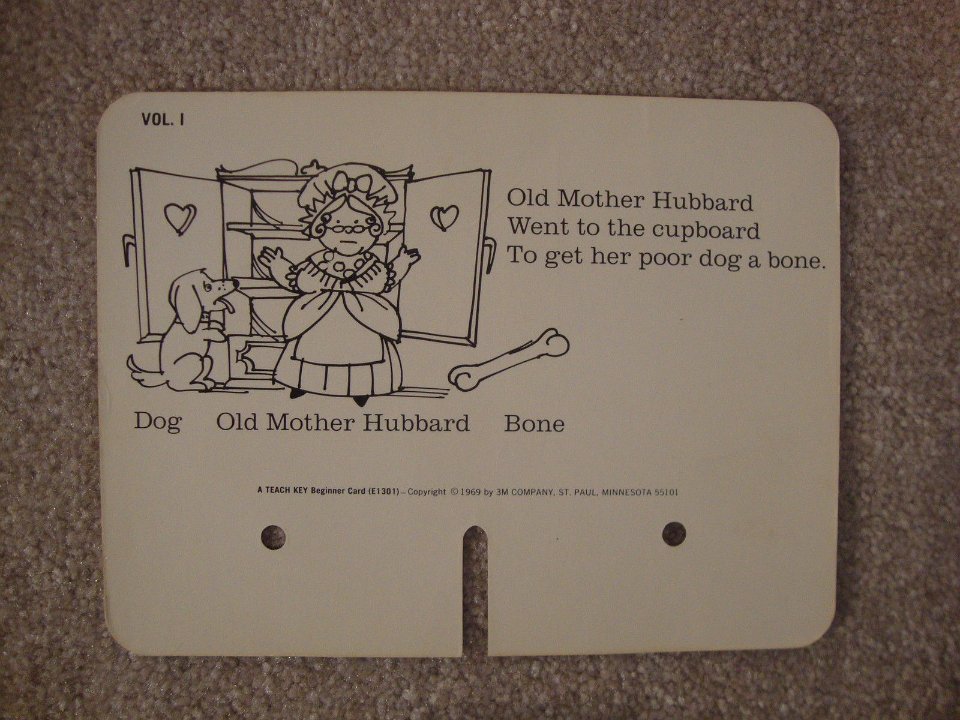 VOL. I
Old Mother Hubbard
Went to the cupboard
To get her poor dog a bone.
Dog Old Mother Hubbard Bone
A TEACH KEY Beginner Card (E1301) – Copyright © 1969 by 3M COMPANY, ST. PAUL, MINNESOTA 55101